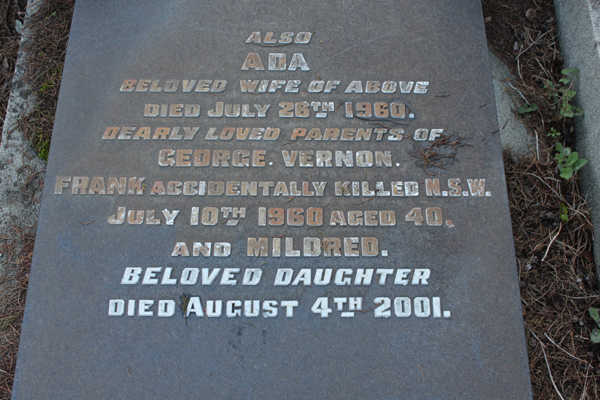 ALSO
ADA
BELOVED WIFE OF ABOVE
DIED JULY 26TH 1960.
DEARLY LOVED PARENTS OF
GEORGE. VERNON.
FRANK ACCIDENTALLY KILLED N.S.W.
JULY 10TH 1960 AGED 40.
AND MILDRED.
BELOVED DAUGHTER
DIED AUGUST 4TH 2001.